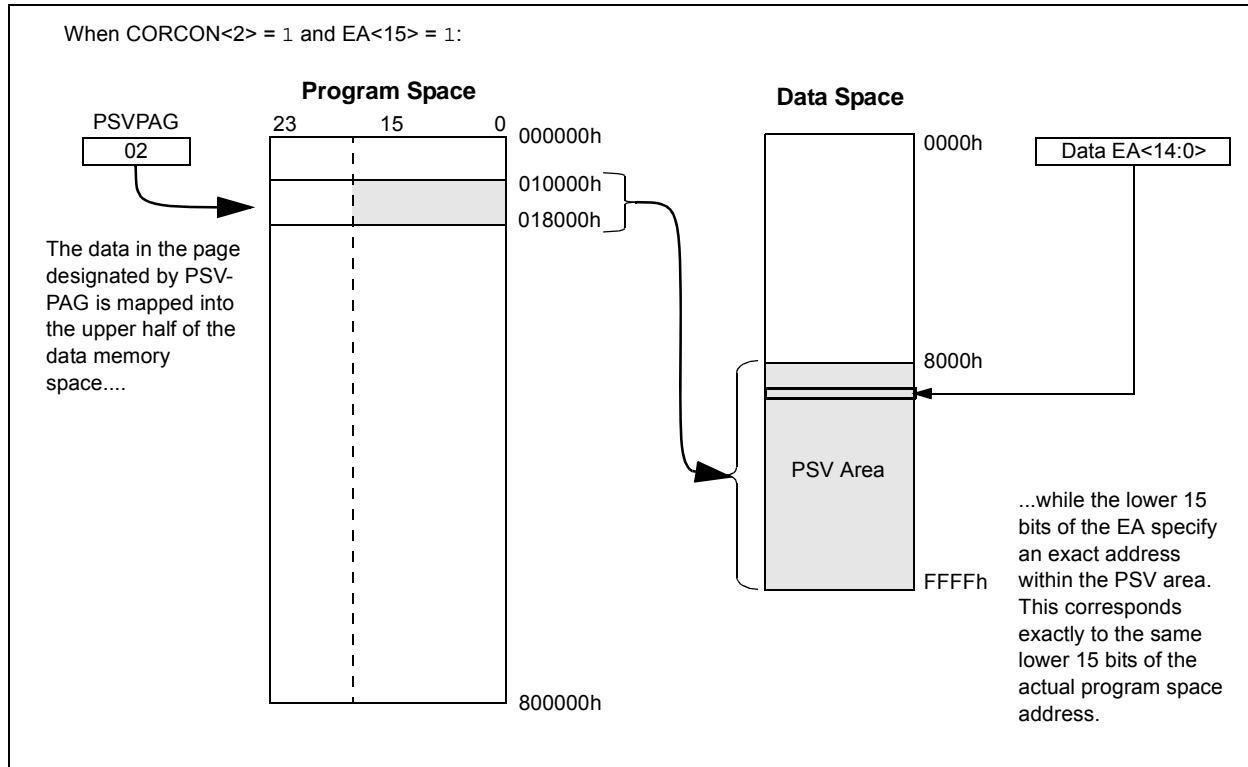 When CORCON<2> = 1 and EA<15> = 1:
Program Space
Data Space
PSVPAG
02
23 15 0
000000h
010000h
018000h
800000h
The data in the page
designated by PSV-
PAG is mapped into
the upper half of the
data memory
space....
0000h
8000h
PSV Area
FFFFh
Data EA<14:0>
...while the lower 15
bits of the EA specify
an exact address
within the PSV area.
This corresponds
exactly to the same
lower 15 bits of the
actual program space
address.